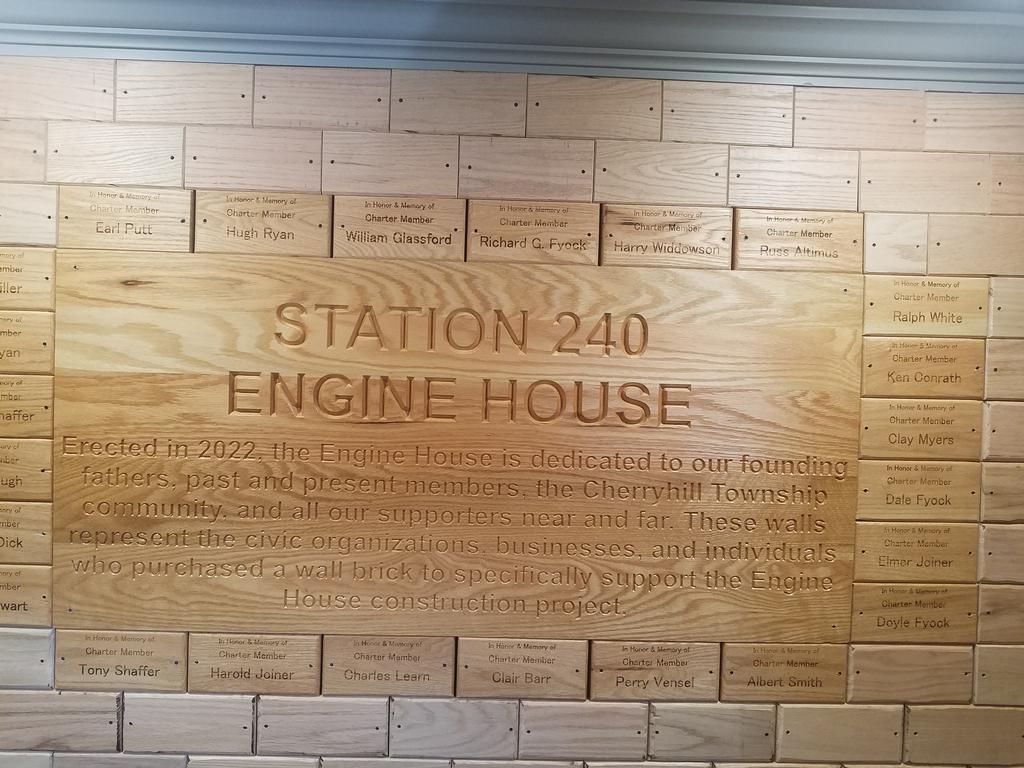 In Honor & Memory of
Charter Member
Earl Putt
In Honor & Memory of
Charter Member
Hugh Ryan
In Honor & Memory of
Charter Member
William Glassford
In Honor & Memory of
Charter Member
Richard G. Fyock
In Honor & Memory of
Charter Member
Harry Widdowson
In Honor & Memory of
Charter Member
Russ Altimus
STATION 240
ENGINE HOUSE
Erected in 2022, the Engine House is dedicated to our founding
fathers, past and present members, the Cherryhill Township
community, and all our supporters near and far. These walls
represent the civic organizations, businesses, and individuals
who purchased a wall brick to specifically support the Engine
House construction project.
In Honor & Memory of
Charter Member
Ralph White
In Honor & Memory of
Charter Member
Ken Conrath
In Honor & Memory of
Charter Member
Clay Myers
In Honor & Memory of
Charter Member
Dale Fyock
In Honor & Memory of
Charter Member
Elmer Joiner
In Honor & Memory of
Charter Member
Doyle Fyock
In Honor & Memory of
Charter Member
Tony Shaffer
In Honor & Memory of
Charter Member
Harold Joiner
In Honor & Memory of
Charter Member
Charles Learn
In Honor & Memory of
Charter Member
Clair Barr
In Honor & Memory of
Charter Member
Perry Vensel
In Honor & Memory of
Charter Member
Albert Smith